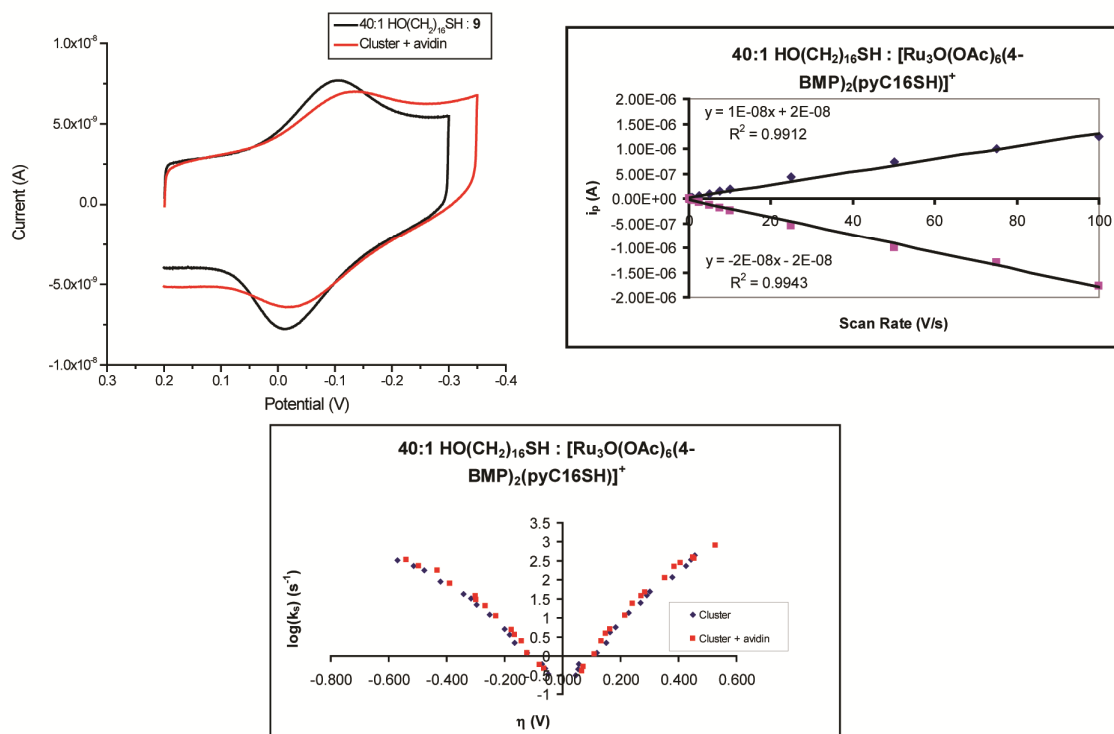 40:1 HO(CH₂)₁₆SH : 9
Cluster + avidin
1.0x10⁻⁸
5.0x10⁻⁹
0.0
-5.0x10⁻⁹
-1.0x10⁻⁸
Current (A)
0.3 0.2 0.1 0.0 -0.1 -0.2 -0.3 -0.4
Potential (V)
40:1 HO(CH₂)₁₆SH : [Ru₃O(OAc)₆(4-
BMP)₂(pyC16SH)]⁺
y = 1E-08x + 2E-08
R² = 0.9912
2.00E-06
1.50E-06
1.00E-06
5.00E-07
0.00E+00
-5.00E-07
-1.00E-06
-1.50E-06
-2.00E-06
iₚ (A)
0 20 40 60 80 100
y = -2E-08x - 2E-08
R² = 0.9943
Scan Rate (V/s)
40:1 HO(CH₂)₁₆SH : [Ru₃O(OAc)₆(4-
BMP)₂(pyC16SH)]⁺
3.5
3
2.5
2
1.5
1
0.5
0
-0.5
-1
log(kₛ) (s⁻¹)
Cluster
Cluster + avidin
-0.800 -0.600 -0.400 -0.200 0.000 0.200 0.400 0.600
η (V)